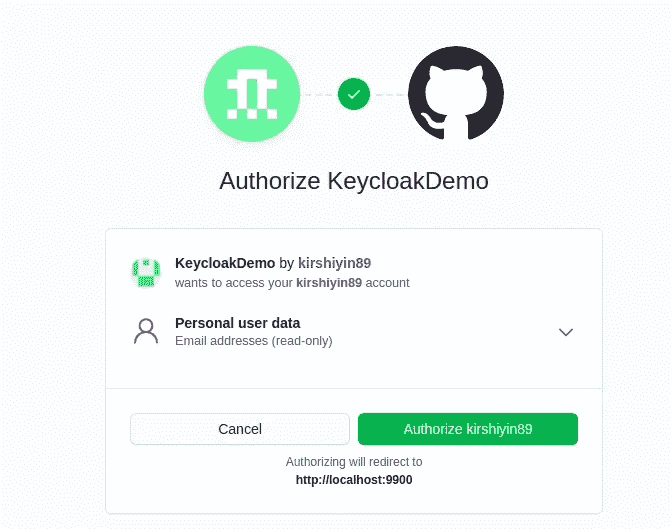 Authorize KeycloakDemo
KeycloakDemo by kirshiyin89
wants to access your kirshiyin89 account
Personal user data
Email addresses (read-only)
Cancel
Authorize kirshiyin89
Authorizing will redirect to
http://localhost:9900